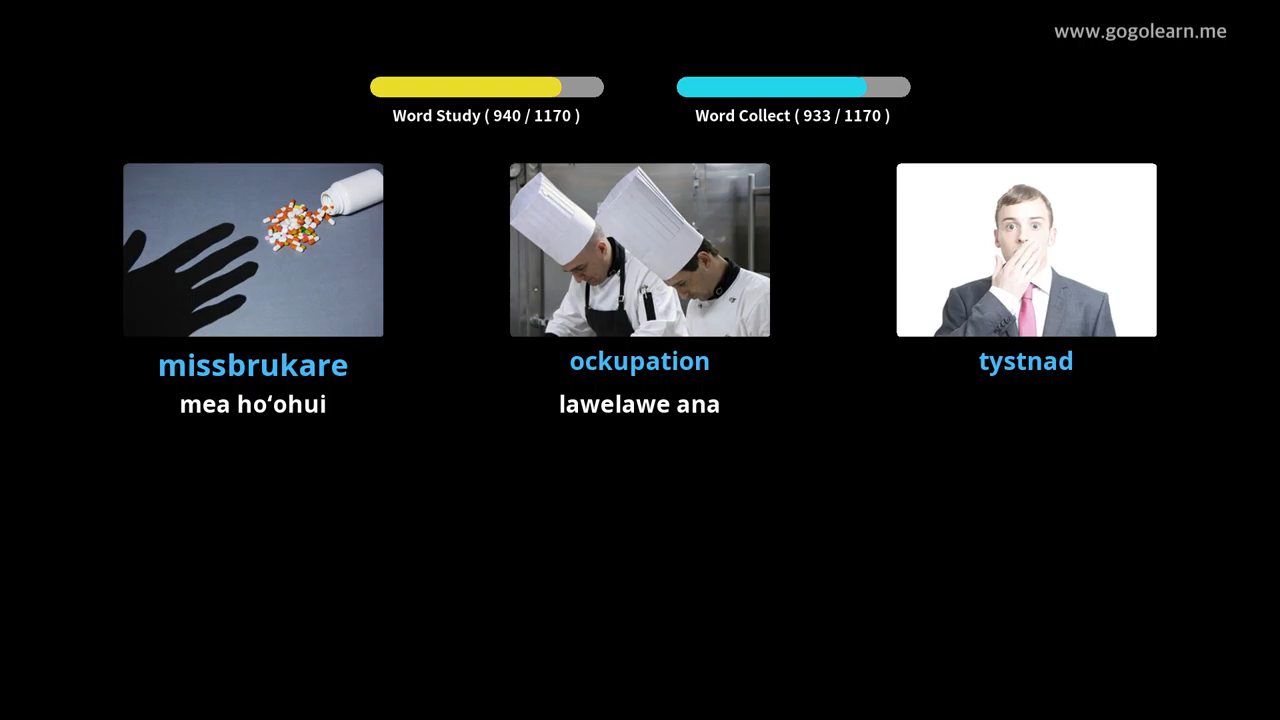 www.gogolearn.me
Word Study ( 940 / 1170 )
Word Collect ( 933 / 1170 )
missbrukare
mea hoʻohui
ockupation
lawelawe ana
tystnad